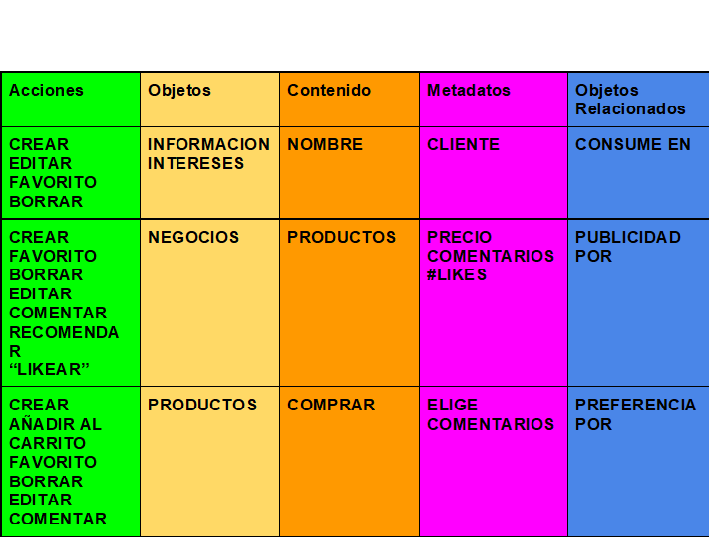 Acciones
Objetos
Contenido
Metadatos
Objetos
Relacionados
CREAR
EDITAR
FAVORITO
BORRAR
INFORMACION
INTERESES
NOMBRE
CLIENTE
CONSUME EN
CREAR
FAVORITO
BORRAR
EDITAR
COMENTAR
RECOMENDA
R
“LIKEAR”
NEGOCIOS
PRODUCTOS
PRECIO
COMENTARIOS
#LIKES
PUBLICIDAD
POR
CREAR
AÑADIR AL
CARRITO
FAVORITO
BORRAR
EDITAR
COMENTAR
PRODUCTOS
COMPRAR
ELIGE
COMENTARIOS
PREFERENCIA
POR